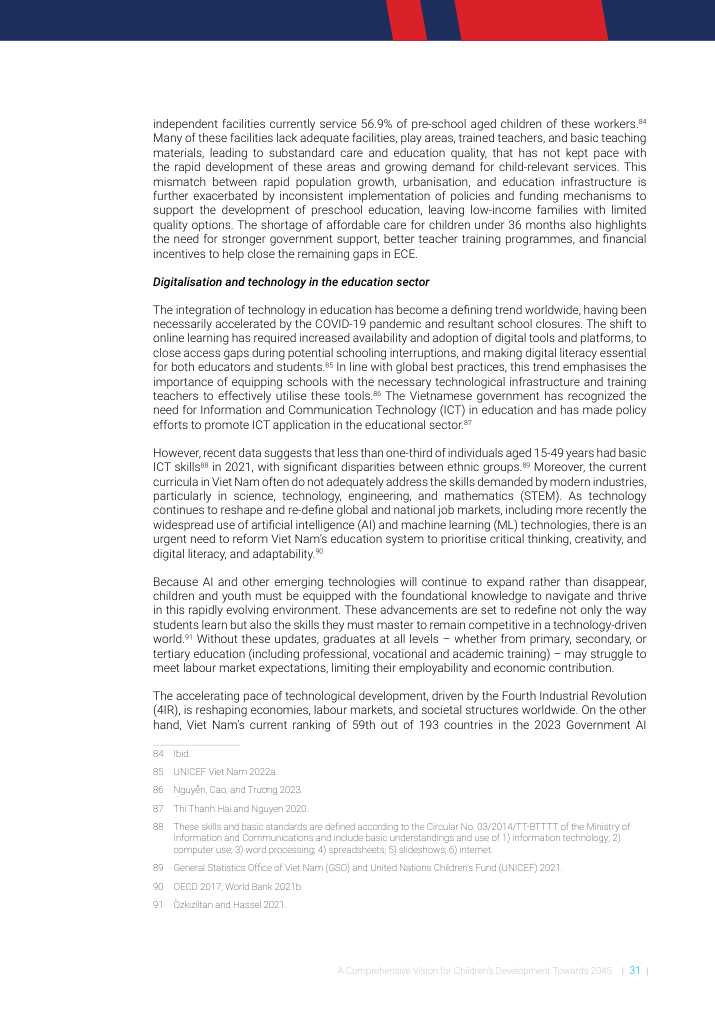 independent facilities currently service 56.9% of pre-school aged children of these workers.84
Many of these facilities lack adequate facilities, play areas, trained teachers, and basic teaching
materials, leading to substandard care and education quality, that has not kept pace with
the rapid development of these areas and growing demand for child-relevant services. This
mismatch between rapid population growth, urbanisation, and education infrastructure is
further exacerbated by inconsistent implementation of policies and funding mechanisms to
support the development of preschool education, leaving low-income families with limited
quality options. The shortage of affordable care for children under 36 months also highlights
the need for stronger government support, better teacher training programmes, and financial
incentives to help close the remaining gaps in ECE.
Digitalisation and technology in the education sector
The integration of technology in education has become a defining trend worldwide, having been
necessarily accelerated by the COVID-19 pandemic and resultant school closures. The shift to
online learning has required increased availability and adoption of digital tools and platforms, to
close access gaps during potential schooling interruptions, and making digital literacy essential
for both educators and students.85 In line with global best practices, this trend emphasises the
importance of equipping schools with the necessary technological infrastructure and training
teachers to effectively utilise these tools.86 The Vietnamese government has recognized the
need for Information and Communication Technology (ICT) in education and has made policy
efforts to promote ICT application in the educational sector.87
However, recent data suggests that less than one-third of individuals aged 15-49 years had basic
ICT skills88 in 2021, with significant disparities between ethnic groups.89 Moreover, the current
curricula in Viet Nam often do not adequately address the skills demanded by modern industries,
particularly in science, technology, engineering, and mathematics (STEM). As technology
continues to reshape and re-define global and national job markets, including more recently the
widespread use of artificial intelligence (AI) and machine learning (ML) technologies, there is an
urgent need to reform Viet Nam's education system to prioritise critical thinking, creativity, and
digital literacy, and adaptability.90
Because AI and other emerging technologies will continue to expand rather than disappear,
children and youth must be equipped with the foundational knowledge to navigate and thrive
in this rapidly evolving environment. These advancements are set to redefine not only the way
students learn but also the skills they must master to remain competitive in a technology-driven
world.91 Without these updates, graduates at all levels – whether from primary, secondary, or
tertiary education (including professional, vocational and academic training) – may struggle to
meet labour market expectations, limiting their employability and economic contribution.
The accelerating pace of technological development, driven by the Fourth Industrial Revolution
(4IR), is reshaping economies, labour markets, and societal structures worldwide. On the other
hand, Viet Nam's current ranking of 59th out of 193 countries in the 2023 Government AI
84 Ibid.
85 UNICEF Viet Nam 2022a.
86 Nguyễn, Cao, and Trương 2023.
87 Thi Thanh Hai and Nguyen 2020.
88 These skills and basic standards are defined according to the Circular No. 03/2014/TT-BTTTT of the Ministry of
Information and Communications and include basic understandings and use of 1) information technology; 2)
computer use; 3) word processing; 4) spreadsheets; 5) slideshows; 6) internet.
89 General Statistics Office of Viet Nam (GSO) and United Nations Children's Fund (UNICEF) 2021.
90 OECD 2017; World Bank 2021b.
91 Özkiziltan and Hassel 2021.
A Comprehensive Vision for Children's Development Towards 2045 | 31 |